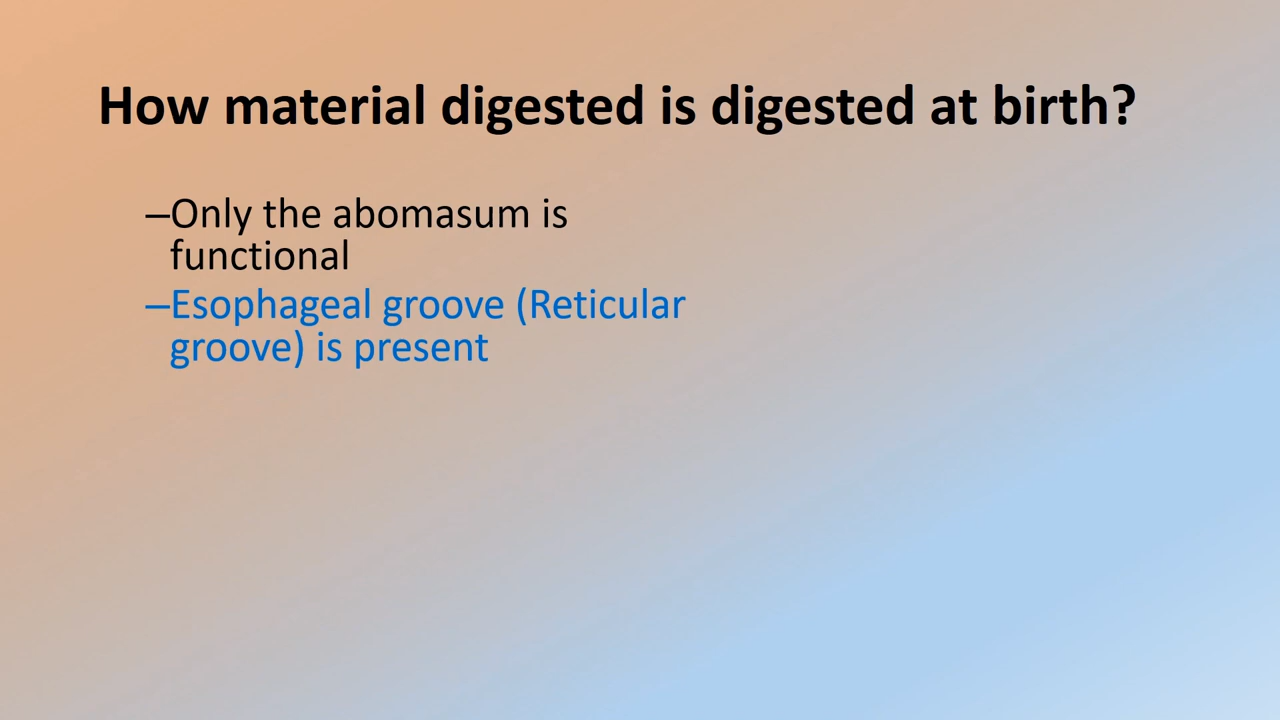 How material digested is digested at birth?
–Only the abomasum is
functional
–Esophageal groove (Reticular
groove) is present